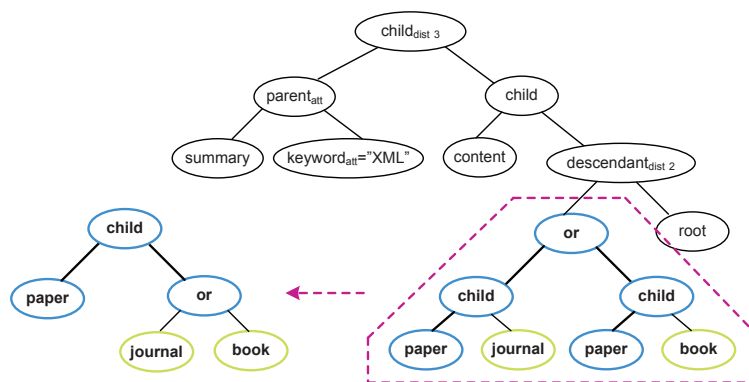 child dist 3
parent att
child
summary
keyword att="XML"
content
descendant dist 2
child
or
root
paper
or
child
child
journal
book
paper
journal
paper
book